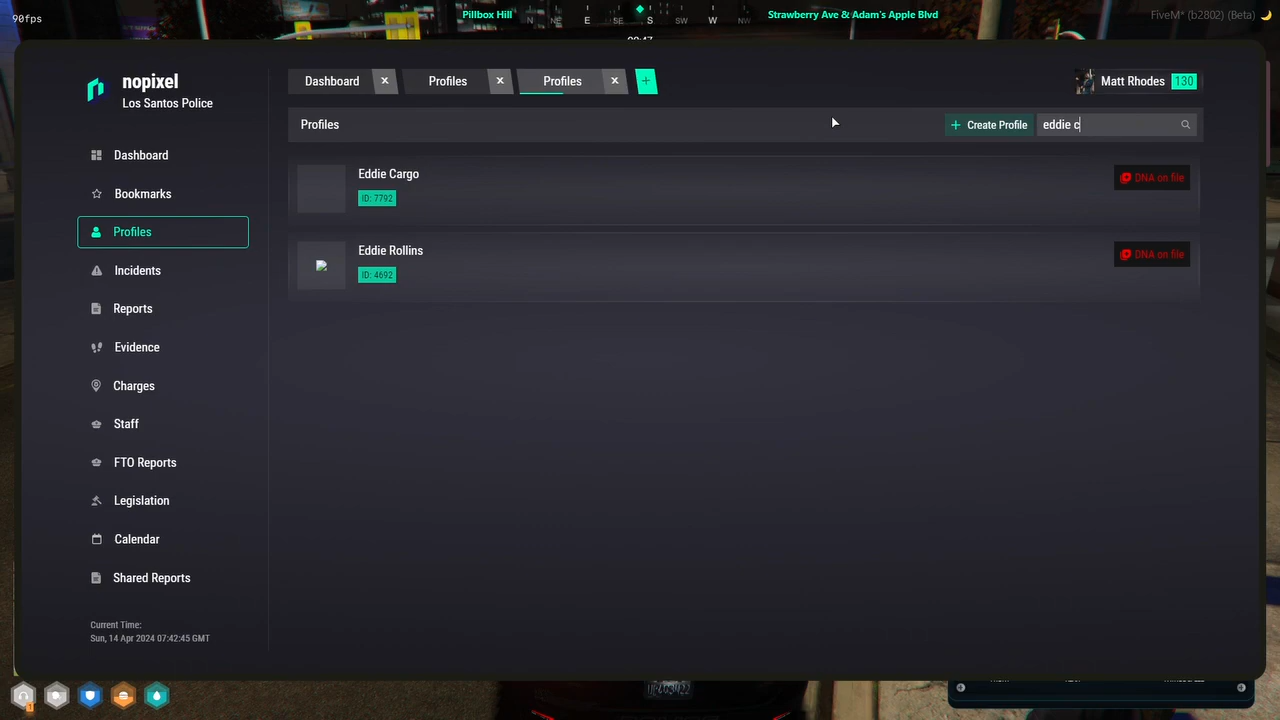 90fps
Pillbox Hill
N NE E SE S SW W NW
Strawberry Ave & Adam's Apple Blvd
FiveM* (b2802) (Beta)
nopixel
Los Santos Police
Dashboard
Profiles
Profiles
Matt Rhodes 130
Profiles
Create Profile
eddie c
Dashboard
Bookmarks
Profiles
Incidents
Reports
Evidence
Charges
Staff
FTO Reports
Legislation
Calendar
Shared Reports
Eddie Cargo
ID: 7792
DNA on file
Eddie Rollins
ID: 4692
DNA on file
Current Time:
Sun, 14 Apr 2024 07:42:45 GMT
1